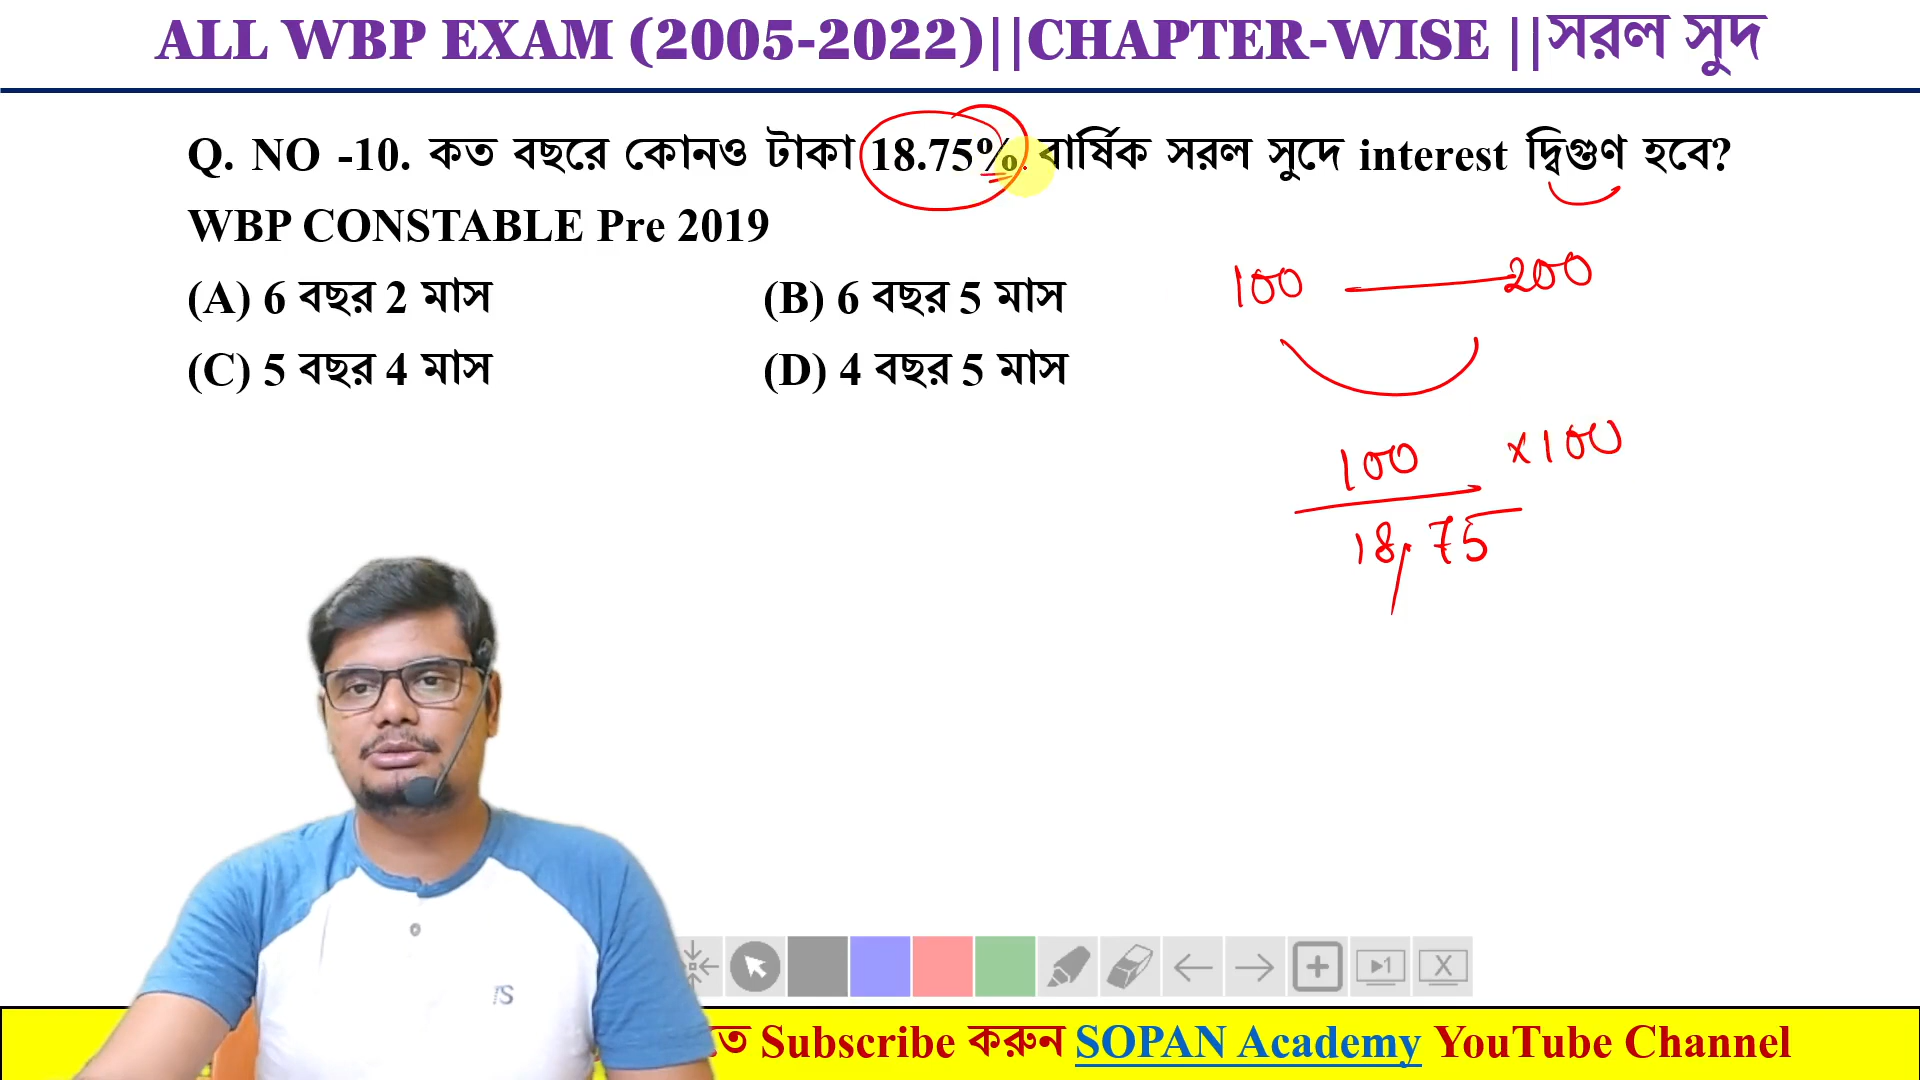 ALL WBP EXAM (2005-2022)||CHAPTER-WISE ||সরল সুদ
Q. NO -10. কত বছরে কোনও টাকা 18.75% বার্ষিক সরল সুদে interest দ্বিগুণ হবে?
WBP CONSTABLE Pre 2019
(A) 6 বছর 2 মাস (B) 6 বছর 5 মাস
(C) 5 বছর 4 মাস (D) 4 বছর 5 মাস
100 — 200
100 ×100
18.75
1
X
তে Subscribe করুন SOPAN Academy YouTube Channel